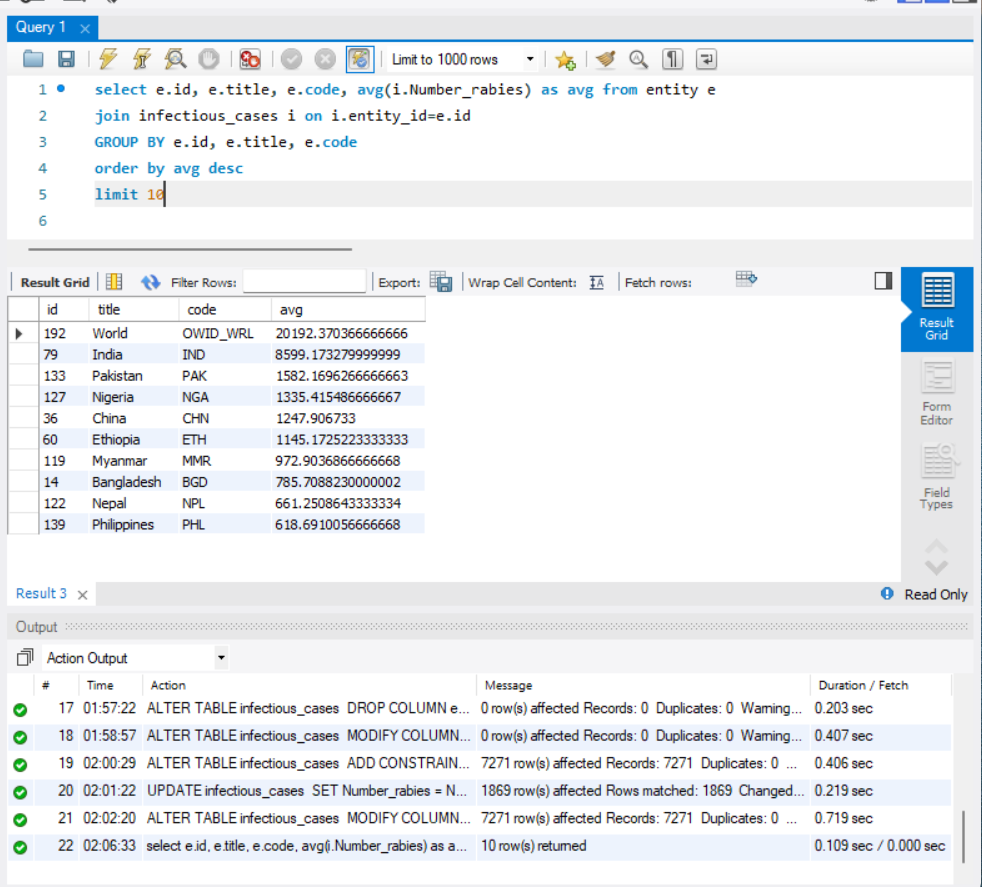 Query 1
Limit to 1000 rows
1 select e.id, e.title, e.code, avg(i.Number_rabies) as avg from entity e
2 join infectious_cases i on i.entity_id=e.id
3 GROUP BY e.id, e.title, e.code
4 order by avg desc
5 limit 10
6
Result Grid Filter Rows: Export: Wrap Cell Content: Fetch rows:
id title code avg
192 World OWID_WRL 20192.370366666666
79 India IND 8599.173279999999
133 Pakistan PAK 1582.1696266666663
127 Nigeria NGA 1335.415486666667
36 China CHN 1247.906733
60 Ethiopia ETH 1145.1725223333333
119 Myanmar MMR 972.9036866666668
14 Bangladesh BGD 785.7088230000002
122 Nepal NPL 661.2508643333334
139 Philippines PHL 618.6910056666668
Result
Grid
Form
Editor
Field
Types
Result 3
Read Only
Output
Action Output
# Time Action Message Duration / Fetch
17 01:57:22 ALTER TABLE infectious_cases DROP COLUMN e... 0 row(s) affected Records: 0 Duplicates: 0 Warning... 0.203 sec
18 01:58:57 ALTER TABLE infectious_cases MODIFY COLUMN... 0 row(s) affected Records: 0 Duplicates: 0 Warning... 0.407 sec
19 02:00:29 ALTER TABLE infectious_cases ADD CONSTRAIN... 7271 row(s) affected Records: 7271 Duplicates: 0 ... 0.406 sec
20 02:01:22 UPDATE infectious_cases SET Number_rabies = N... 1869 row(s) affected Rows matched: 1869 Changed... 0.219 sec
21 02:02:20 ALTER TABLE infectious_cases MODIFY COLUMN... 7271 row(s) affected Records: 7271 Duplicates: 0 ... 0.719 sec
22 02:06:33 select e.id, e.title, e.code, avg(i.Number_rabies) as a... 10 row(s) returned 0.109 sec / 0.000 sec